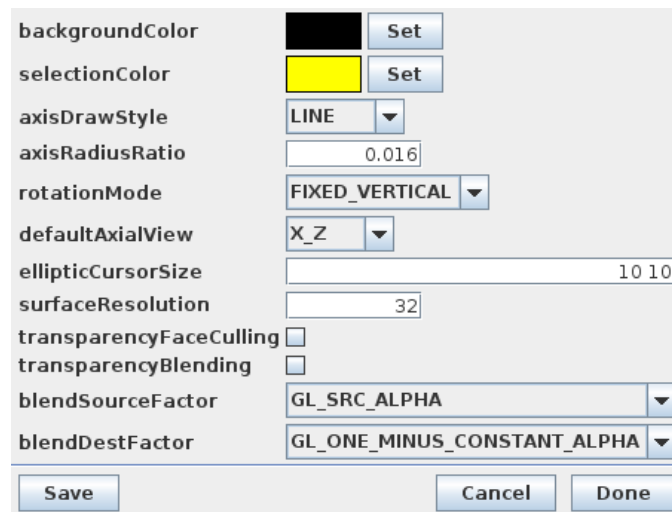 backgroundColor Set
selectionColor Set
axisDrawStyle LINE
axisRadiusRatio 0.016
rotationMode FIXED_VERTICAL
defaultAxialView X_Z
ellipticCursorSize 10 10
surfaceResolution 32
transparencyFaceCulling
transparencyBlending
blendSourceFactor GL_SRC_ALPHA
blendDestFactor GL_ONE_MINUS_CONSTANT_ALPHA
Save Cancel Done